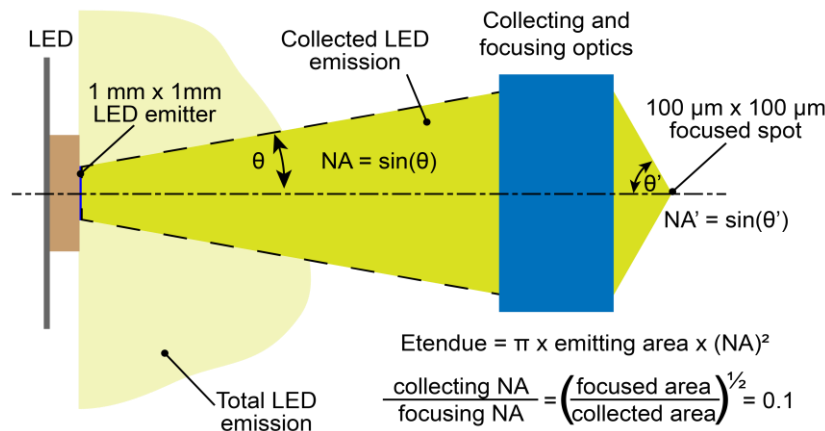 LED
1 mm x 1mm
LED emitter
Collected LED
emission
Collecting and
focusing optics
100 µm x 100 µm
focused spot
θ
NA = sin(θ)
θ’
NA’ = sin(θ’)
Total LED
emission
Etendue = π x emitting area x (NA)²
collecting NA / focusing NA = (focused area / collected area)^½ = 0.1